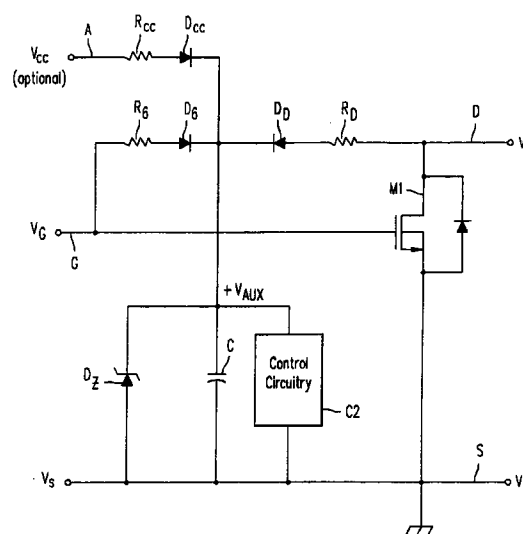 A
R_CC
D_CC
V_CC
(optional)
R_6
D_6
D_D
R_D
D
V
M1
V_G
G
+V_AUX
D_Z
C
Control
Circuitry
C2
V_S
S
V